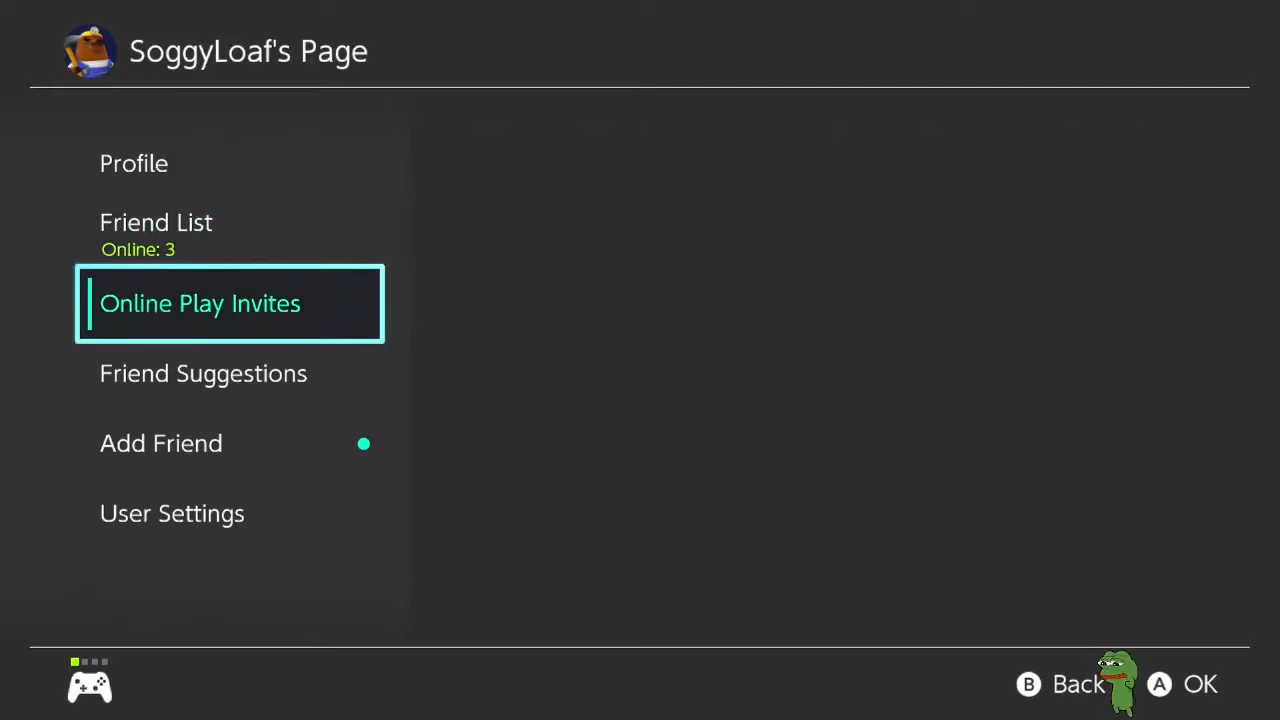 SoggyLoaf's Page
Profile
Friend List
Online: 3
Online Play Invites
Friend Suggestions
Add Friend
User Settings
B Back A OK